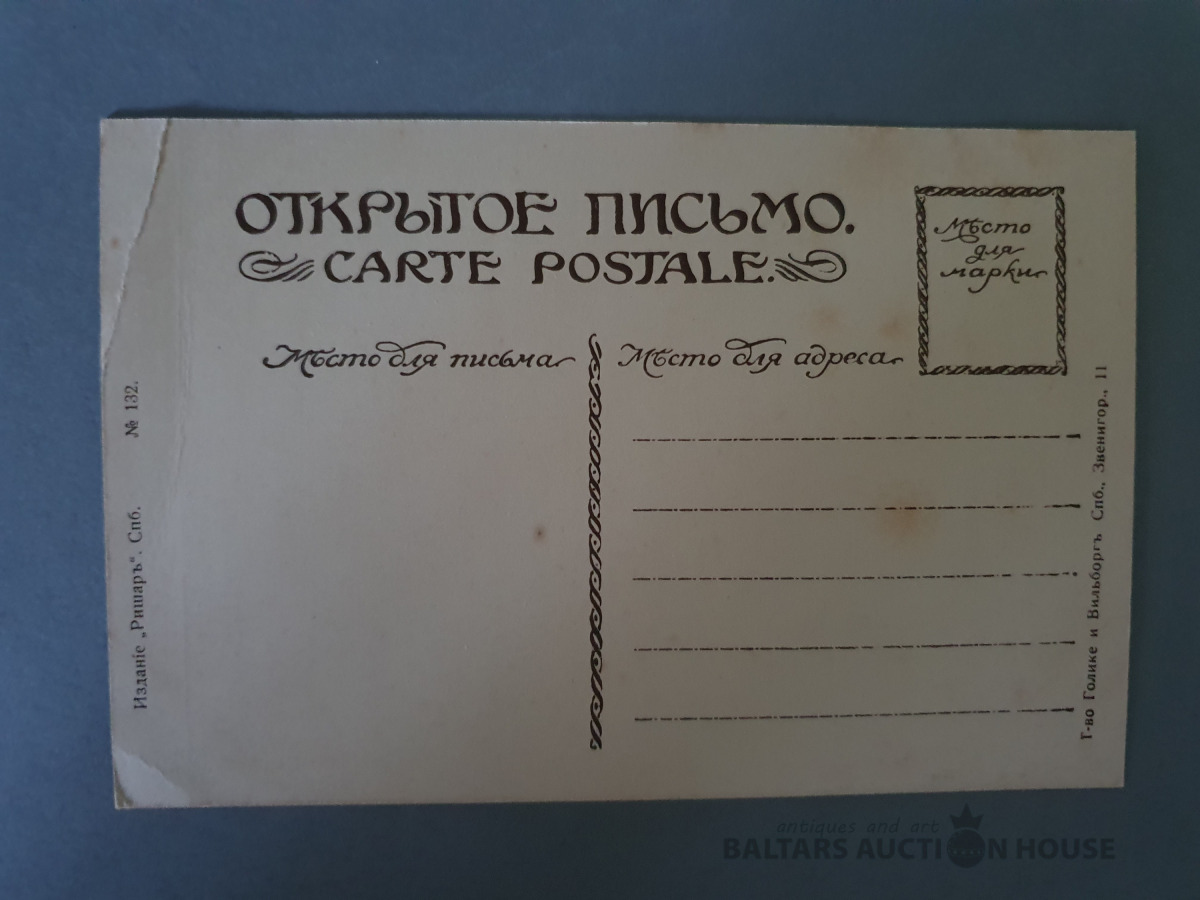 ОТКРЫТОЕ ПИСЬМО.
CARTE POSTALE.
Мѣсто
для
марки
Мѣсто для письма
Мѣсто для адреса
Изданіе „Ришаръ“. Спб. № 132.
Т-во Голике и Вильборгъ Спб., Звенигор., 11
antiques and art
BALTARS AUCTION HOUSE